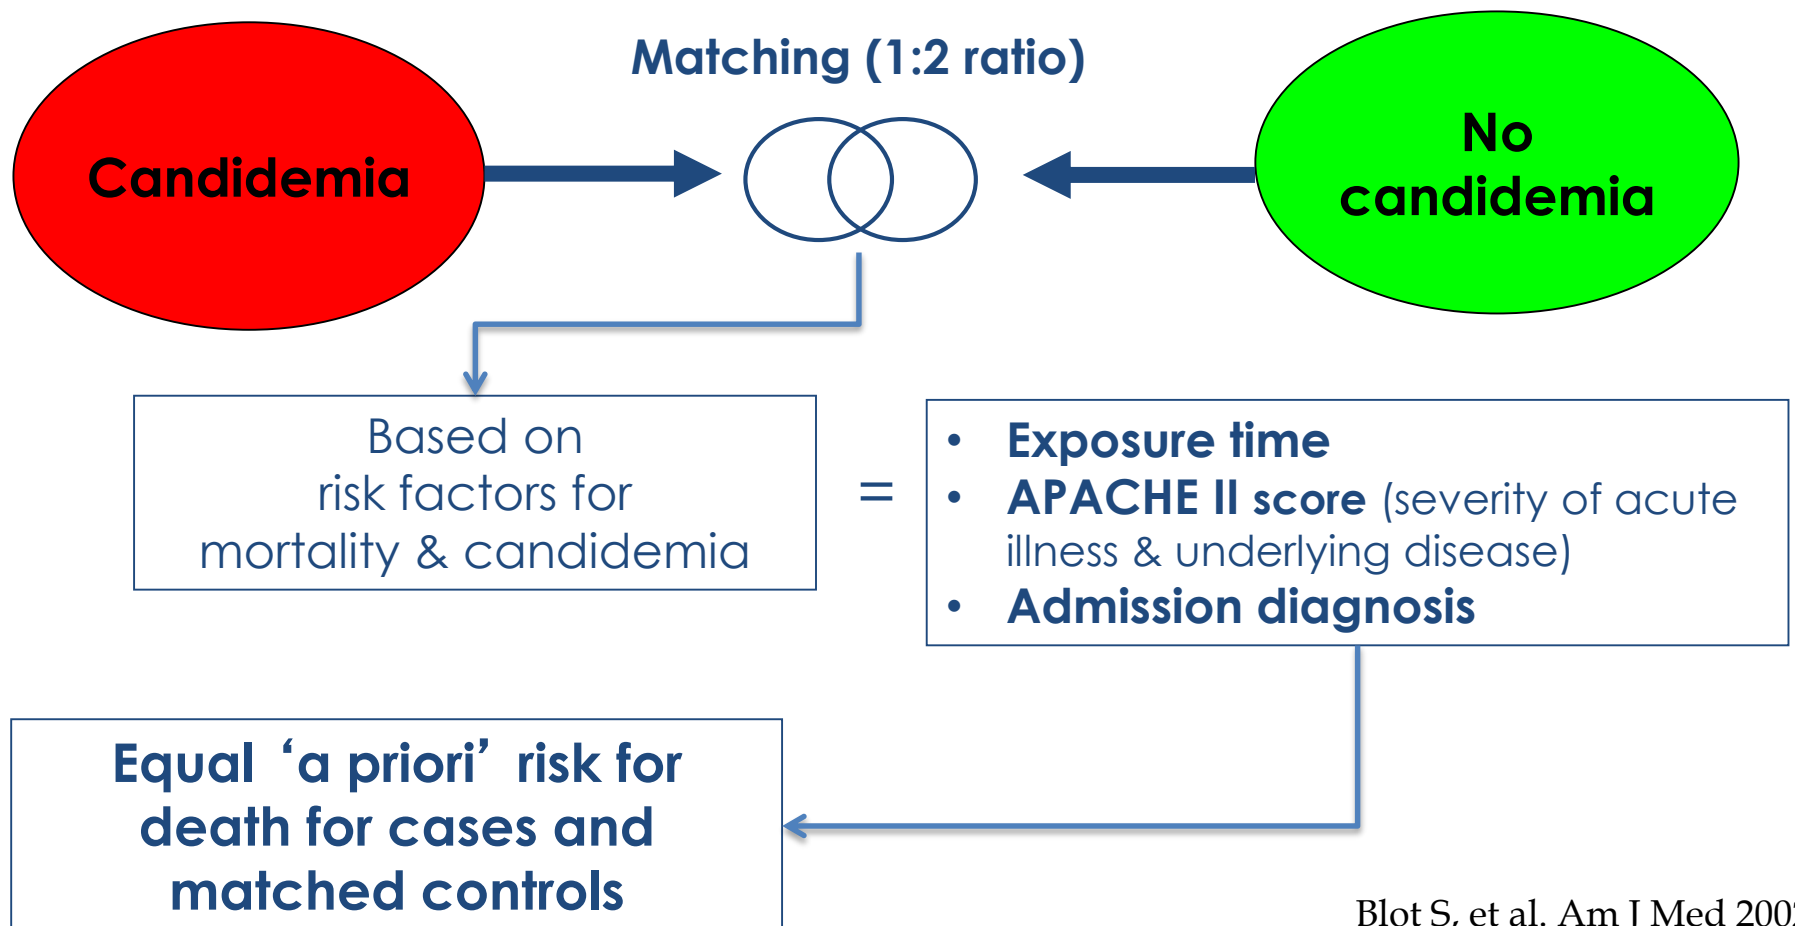 Matching (1:2 ratio)
Candidemia
No
candidemia
Based on
risk factors for
mortality & candidemia
=
• Exposure time
• APACHE II score (severity of acute
illness & underlying disease)
• Admission diagnosis
Equal ‘a priori’ risk for
death for cases and
matched controls
Blot S, et al. Am J Med 2002